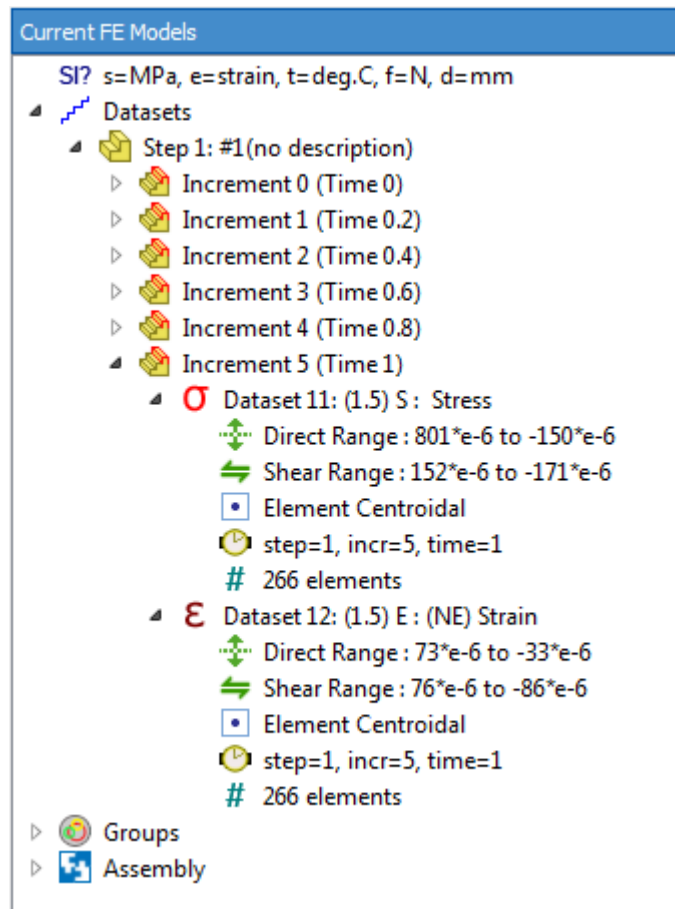 Current FE Models
SI? s=MPa, e=strain, t=deg.C, f=N, d=mm
Datasets
Step 1: #1(no description)
Increment 0 (Time 0)
Increment 1 (Time 0.2)
Increment 2 (Time 0.4)
Increment 3 (Time 0.6)
Increment 4 (Time 0.8)
Increment 5 (Time 1)
σ Dataset 11: (1.5) S : Stress
Direct Range : 801*e-6 to -150*e-6
Shear Range : 152*e-6 to -171*e-6
Element Centroidal
step=1, incr=5, time=1
# 266 elements
ε Dataset 12: (1.5) E : (NE) Strain
Direct Range : 73*e-6 to -33*e-6
Shear Range : 76*e-6 to -86*e-6
Element Centroidal
step=1, incr=5, time=1
# 266 elements
Groups
Assembly